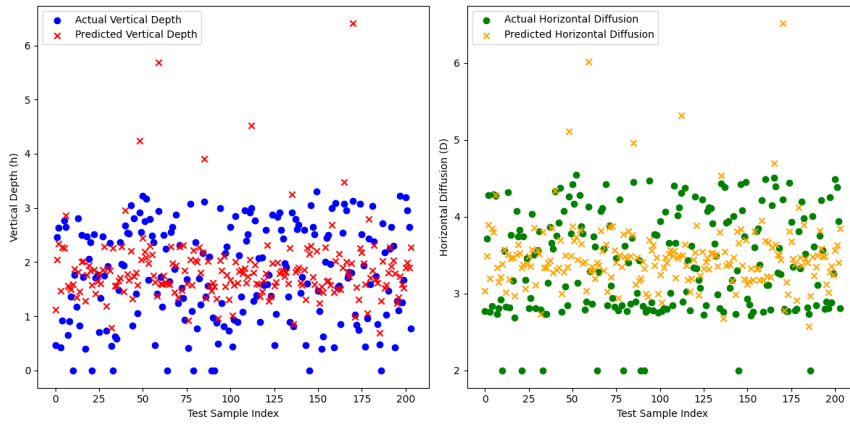 Actual Vertical Depth
Predicted Vertical Depth
Vertical Depth (h)
6
5
4
3
2
1
0
0 25 50 75 100 125 150 175 200
Test Sample Index
Actual Horizontal Diffusion
Predicted Horizontal Diffusion
Horizontal Diffusion (D)
6
5
4
3
2
0 25 50 75 100 125 150 175 200
Test Sample Index